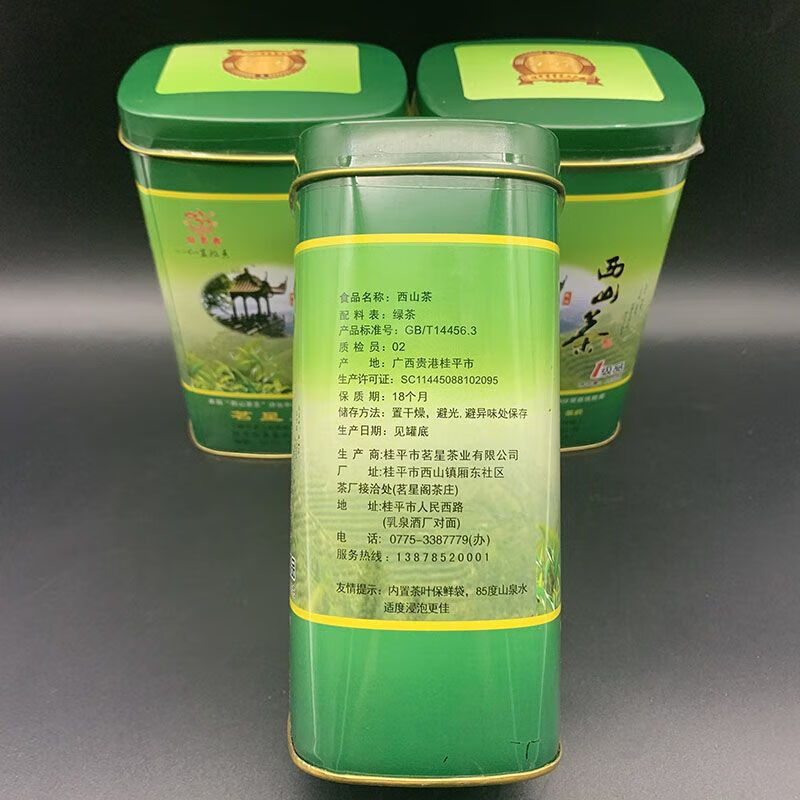 食品名称：西山茶
配 料 表：绿茶
产品标准号：GB/T14456.3
质 检 员：02
产　　地：广西贵港桂平市
生产许可证：SC11445088102095
保 质 期：18个月
储存方法：置干燥，避光,避异味处保存
生产日期：见罐底
生 产 商:桂平市茗星茶业有限公司
厂　　址:桂平市西山镇厢东社区
茶厂接洽处(茗星阁茶庄)
地　　址:桂平市人民西路
(乳泉酒厂对面)
电　　话: 0775-3387779(办)
服务热线: 13878520001
友情提示：内置茶叶保鲜袋，85度山泉水
适度浸泡更佳
茗星
西山茶
1级品